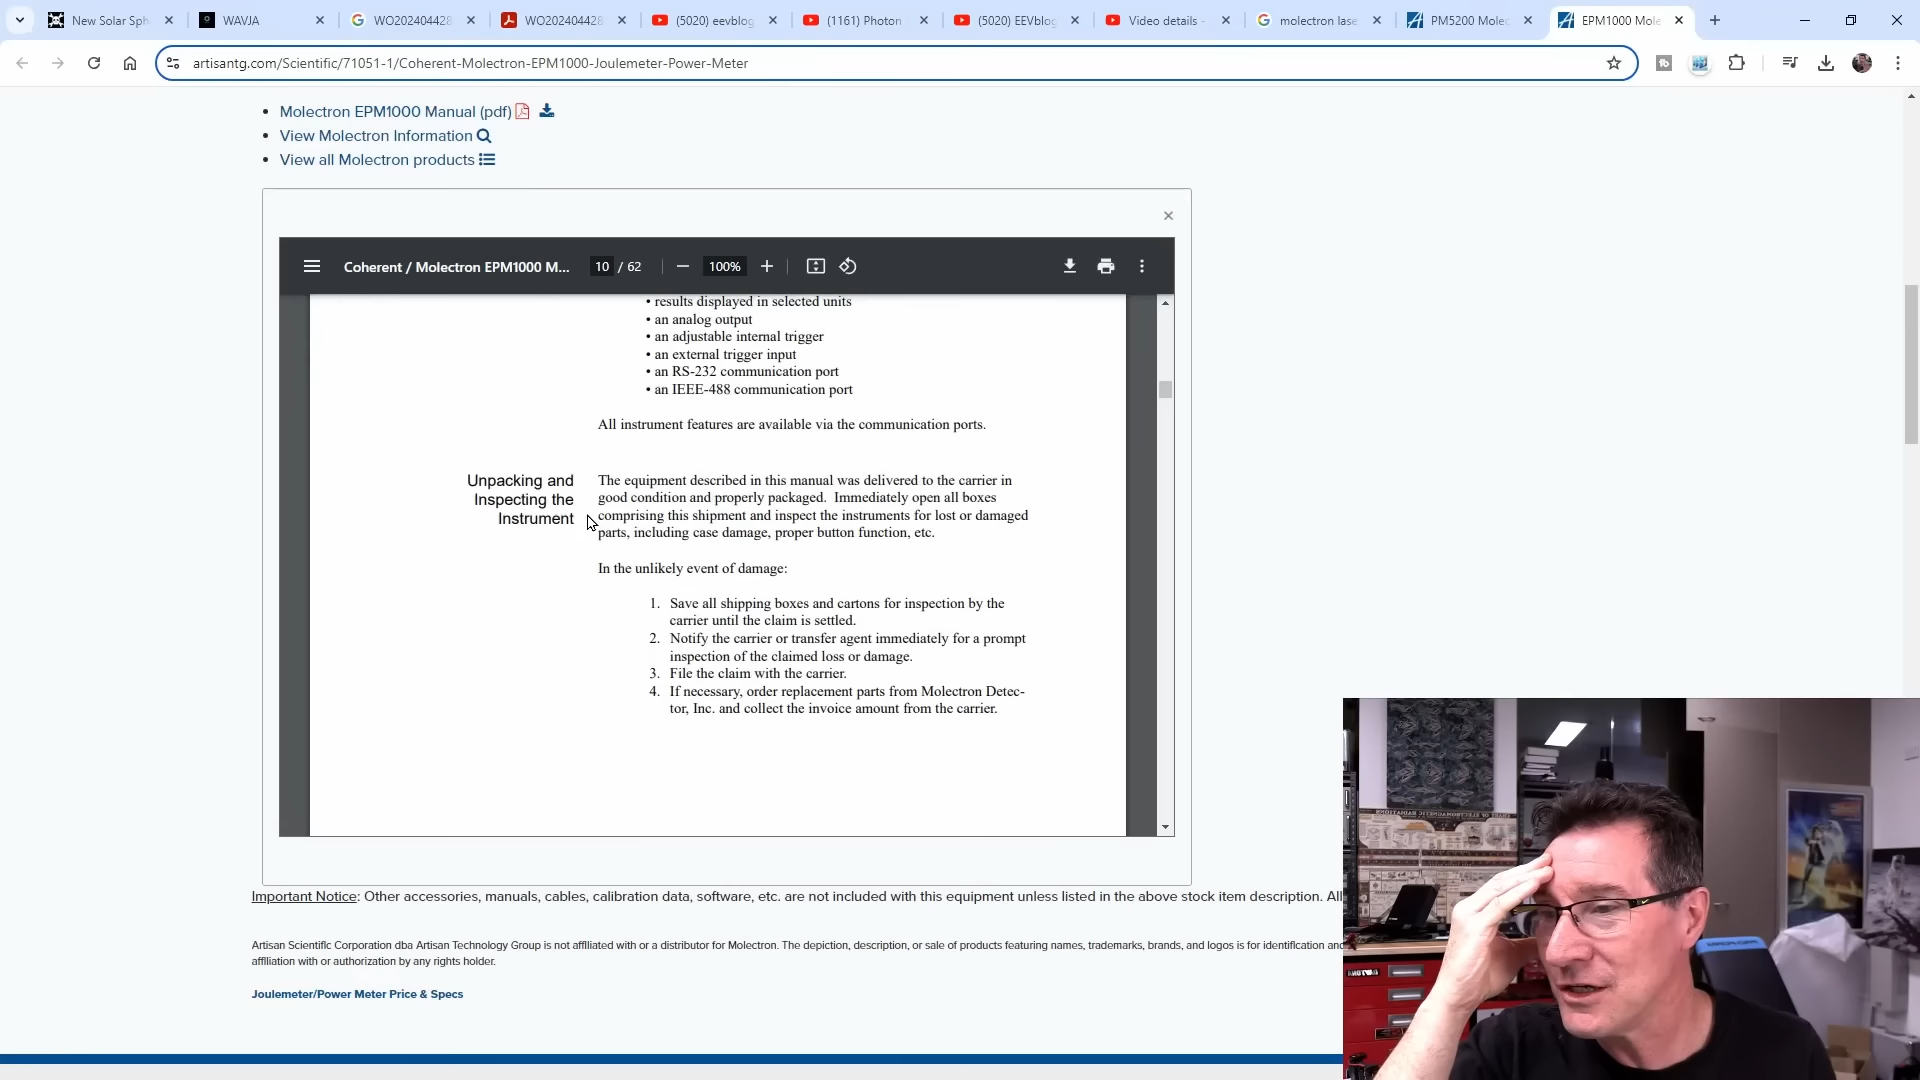 New Solar Sph
WAVJA
WO202404428
WO202404428
(5020) eevblog
(1161) Photon
(5020) EEVblog
Video details -
molectron lase
PM5200 Molec
EPM1000 Mole
artisantg.com/Scientific/71051-1/Coherent-Molectron-EPM1000-Joulemeter-Power-Meter
• Molectron EPM1000 Manual (pdf)
• View Molectron Information
• View all Molectron products
Coherent / Molectron EPM1000 M...
10 / 62
100%
• results displayed in selected units
• an analog output
• an adjustable internal trigger
• an external trigger input
• an RS-232 communication port
• an IEEE-488 communication port
All instrument features are available via the communication ports.
Unpacking and
Inspecting the
Instrument
The equipment described in this manual was delivered to the carrier in
good condition and properly packaged. Immediately open all boxes
comprising this shipment and inspect the instruments for lost or damaged
parts, including case damage, proper button function, etc.
In the unlikely event of damage:
1. Save all shipping boxes and cartons for inspection by the
carrier until the claim is settled.
2. Notify the carrier or transfer agent immediately for a prompt
inspection of the claimed loss or damage.
3. File the claim with the carrier.
4. If necessary, order replacement parts from Molectron Detec-
tor, Inc. and collect the invoice amount from the carrier.
Important Notice: Other accessories, manuals, cables, calibration data, software, etc. are not included with this equipment unless listed in the above stock item description. All
Artisan Scientific Corporation dba Artisan Technology Group is not affiliated with or a distributor for Molectron. The depiction, description, or sale of products featuring names, trademarks, brands, and logos is for identification and
affiliation with or authorization by any rights holder.
Joulemeter/Power Meter Price & Specs